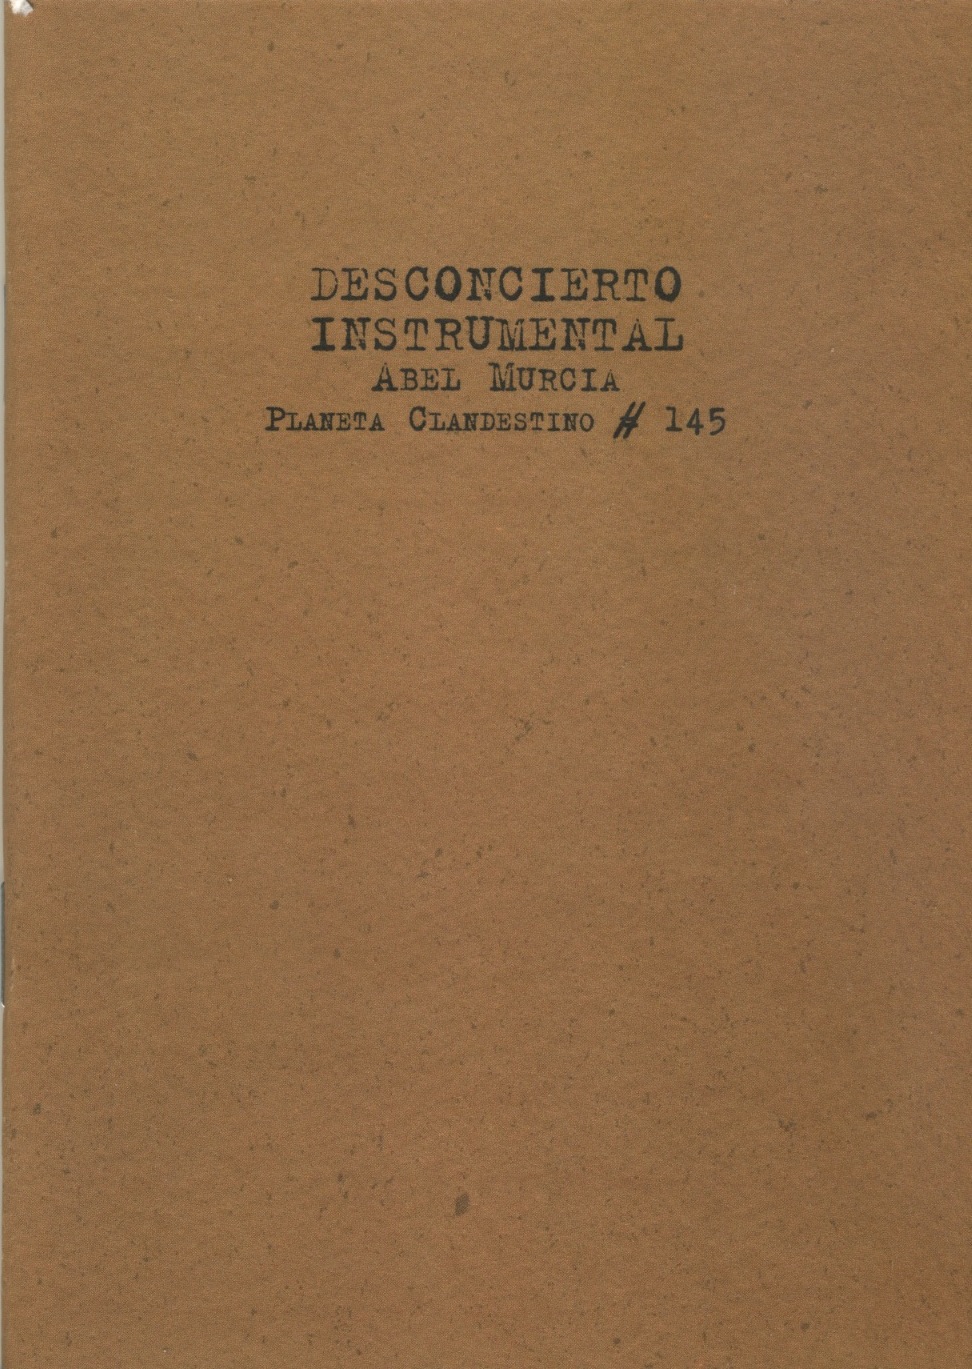 DESCONCIERTO
INSTRUMENTAL
ABEL MURCIA
PLANETA CLANDESTINO # 145